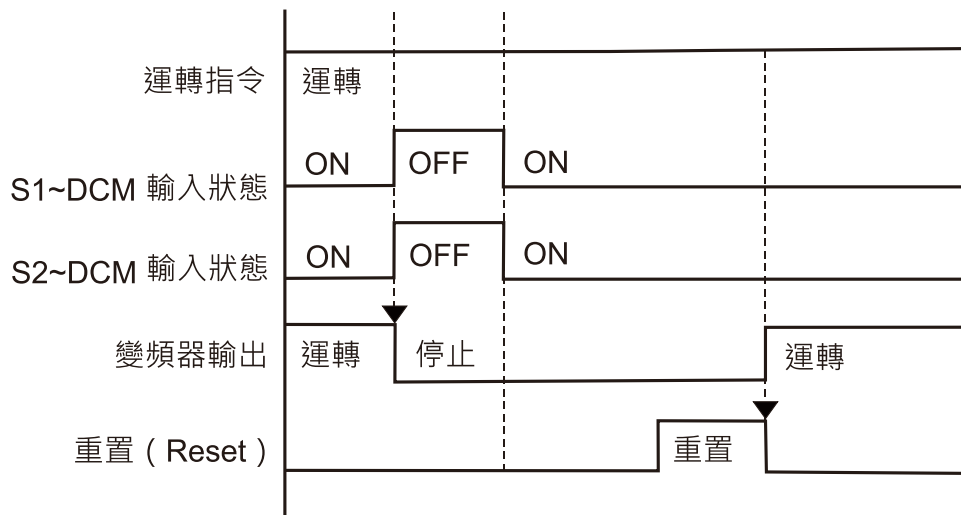 運轉指令 運轉
S1~DCM 輸入狀態 ON OFF ON
S2~DCM 輸入狀態 ON OFF ON
變頻器輸出 運轉 停止 運轉
重置（Reset） 重置